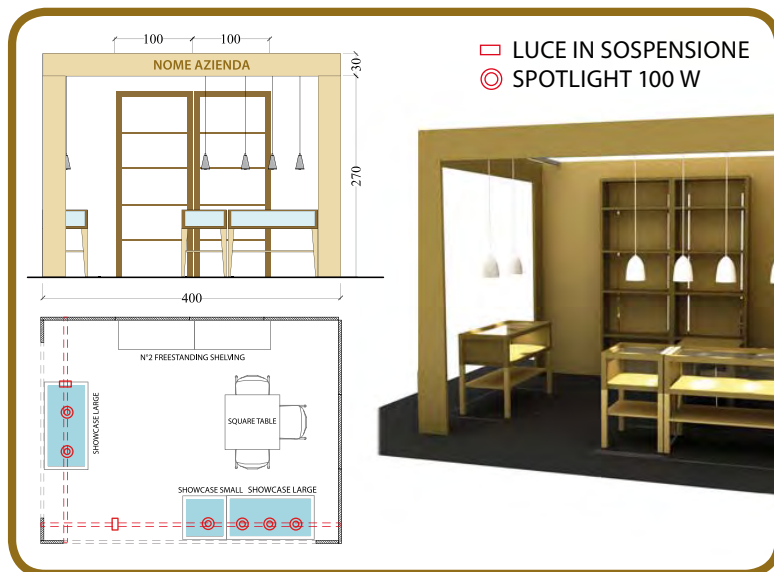 100 100
NOME AZIENDA
30
270
400
LUCE IN SOSPENSIONE
SPOTLIGHT 100 W
N°2 FREESTANDING SHELVING
SHOWCASE LARGE
SQUARE TABLE
SHOWCASE SMALL SHOWCASE LARGE